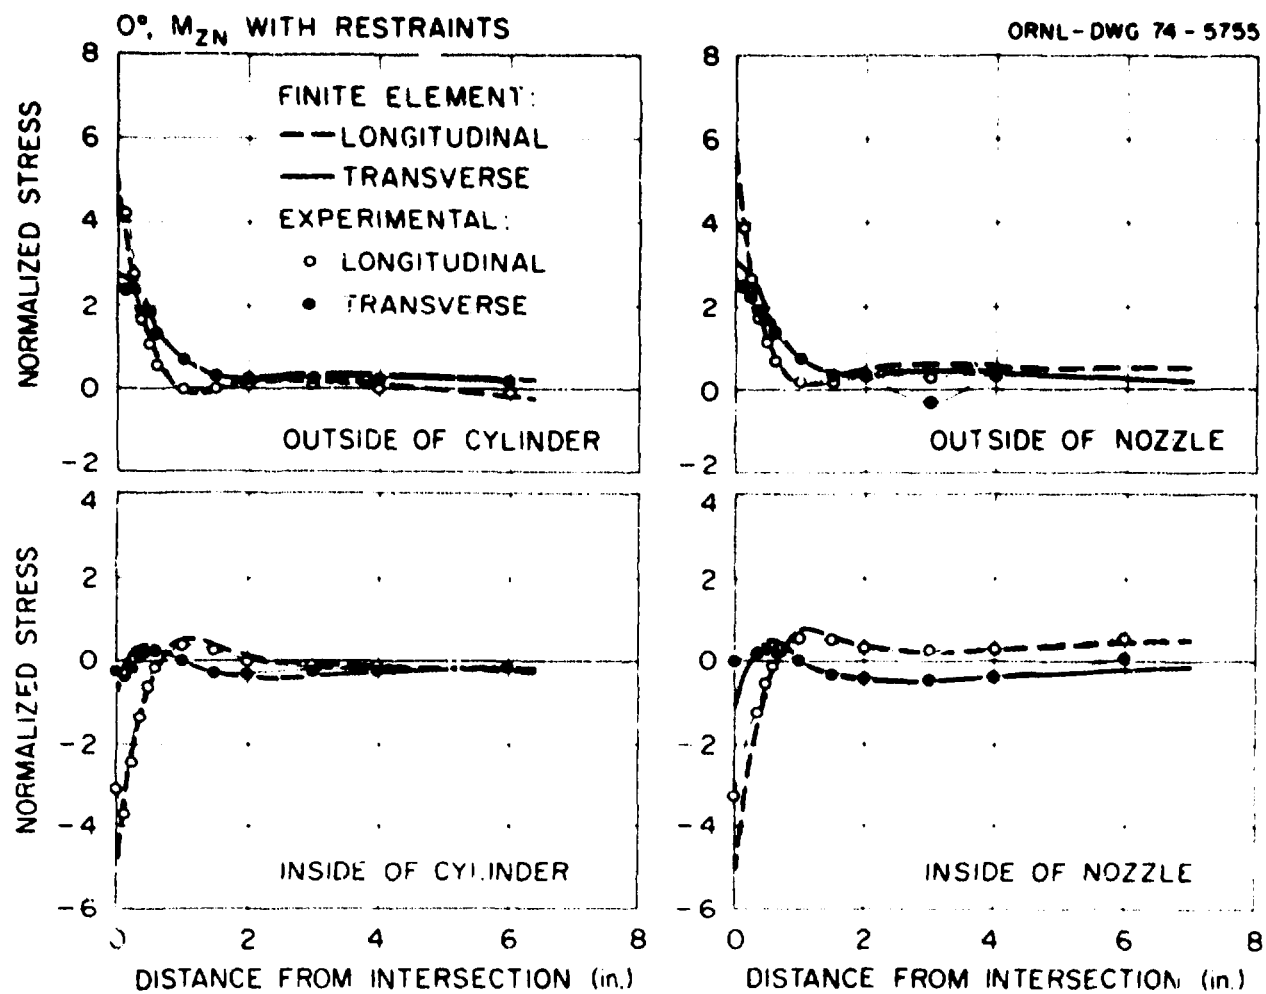 0°, M_ZN WITH RESTRAINTS
ORNL-DWG 74-5755
NORMALIZED STRESS
8
6
4
2
0
-2
FINITE ELEMENT:
LONGITUDINAL
TRANSVERSE
EXPERIMENTAL:
LONGITUDINAL
TRANSVERSE
OUTSIDE OF CYLINDER
8
6
4
2
0
-2
OUTSIDE OF NOZZLE
NORMALIZED STRESS
4
2
0
-2
-4
-6
INSIDE OF CYLINDER
0 2 4 6 8
DISTANCE FROM INTERSECTION (in.)
4
2
0
-2
-4
-6
INSIDE OF NOZZLE
0 2 4 6 8
DISTANCE FROM INTERSECTION (in.)